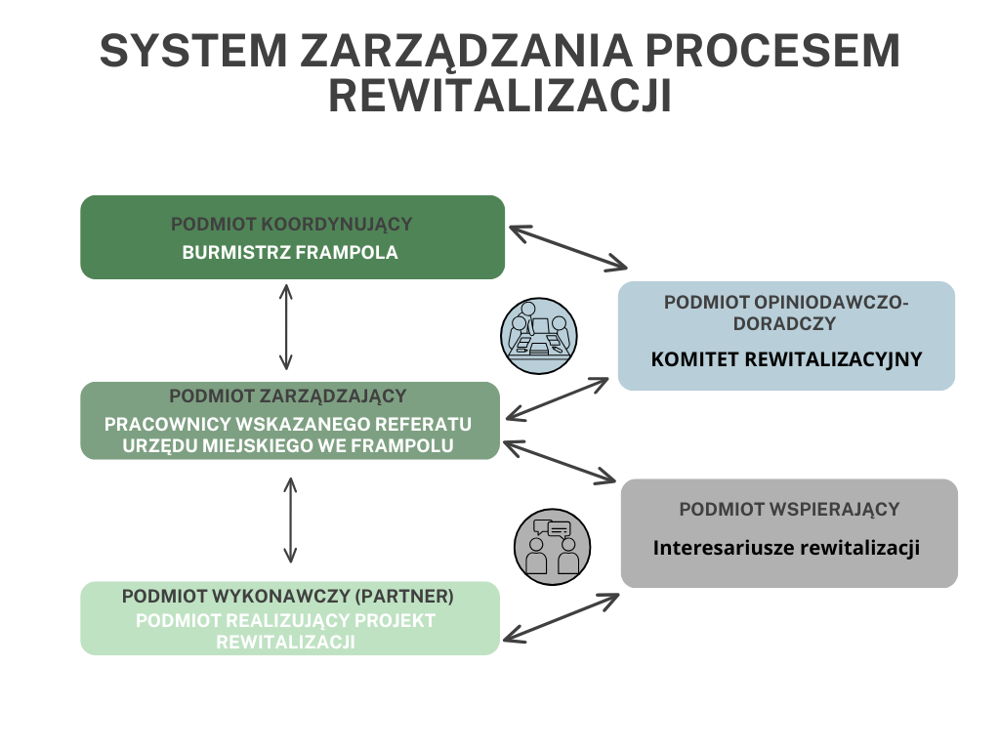 SYSTEM ZARZĄDZANIA PROCESEM
REWITALIZACJI
PODMIOT KOORDYNUJĄCY
BURMISTRZ FRAMPOLA
PODMIOT OPINIODAWCZO-
DORADCZY
KOMITET REWITALIZACYJNY
PODMIOT ZARZĄDZAJĄCY
PRACOWNICY WSKAZANEGO REFERATU
URZĘDU MIEJSKIEGO WE FRAMPOLU
PODMIOT WSPIERAJĄCY
Interesariusze rewitalizacji
PODMIOT WYKONAWCZY (PARTNER)
PODMIOT REALIZUJĄCY PROJEKT
REWITALIZACJI